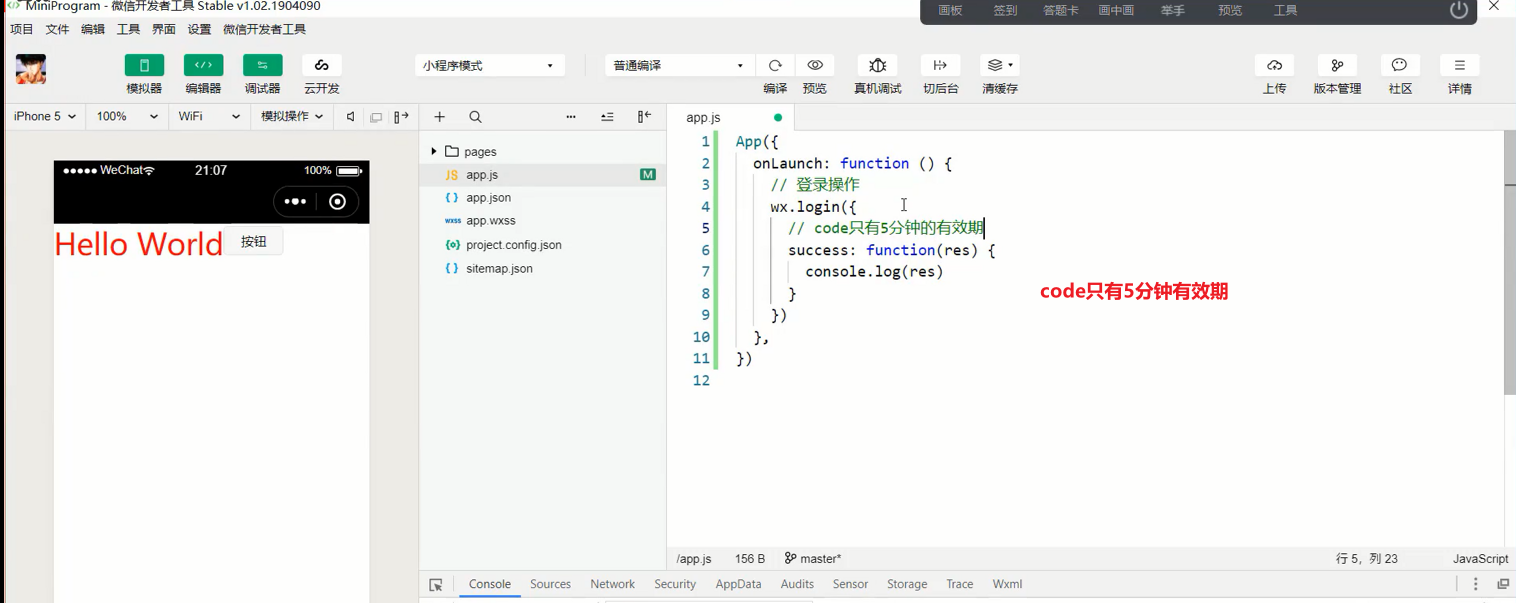 MiniProgram - 微信开发者工具 Stable v1.02.1904090
画板 签到 答题卡 画中画 举手 预览 工具
项目 文件 编辑 工具 界面 设置 微信开发者工具
小程序模式 普通编译
模拟器 编辑器 调试器 云开发 编译 预览 真机调试 切后台 清缓存 上传 版本管理 社区 详情
iPhone 5 100% WiFi 模拟操作
WeChat 21:07 100%
Hello World 按钮
pages
JS app.js M
{ } app.json
wxss app.wxss
{o} project.config.json
{ } sitemap.json
app.js
1 App({
2 onLaunch: function () {
3 // 登录操作
4 wx.login({
5 // code只有5分钟的有效期
6 success: function(res) {
7 console.log(res)
8 }
9 })
10 },
11 })
12
code只有5分钟有效期
/app.js 156 B master* 行 5，列 23 JavaScript
Console Sources Network Security AppData Audits Sensor Storage Trace Wxml